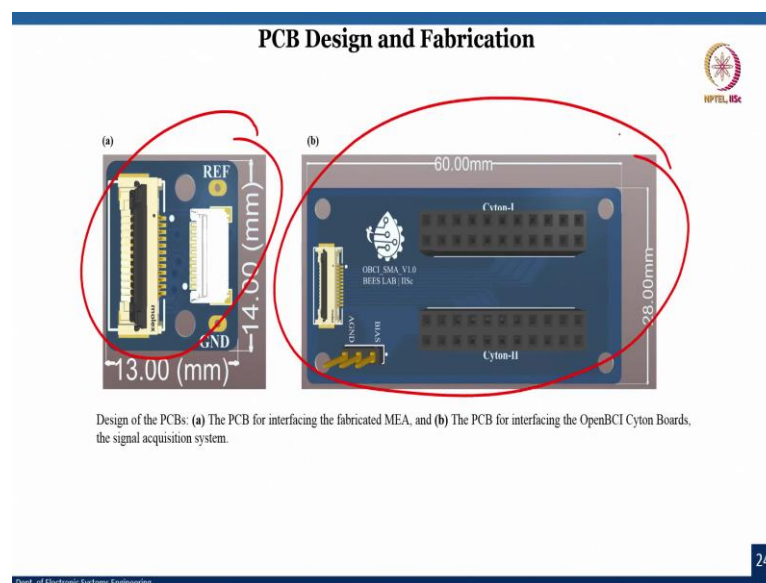 PCB Design and Fabrication
NPTEL, IISc
(a)
(b)
REF
molex
GND
14.00 (mm)
13.00 (mm)
60.00mm
Cyton-I
OBCI_SMA_V1.0
BEES LAB | IISc
AGND
BIAS
Cyton-II
28.00mm
Design of the PCBs: (a) The PCB for interfacing the fabricated MEA, and (b) The PCB for interfacing the OpenBCI Cyton Boards,
the signal acquisition system.
24
Dept. of Electronic Systems Engineering